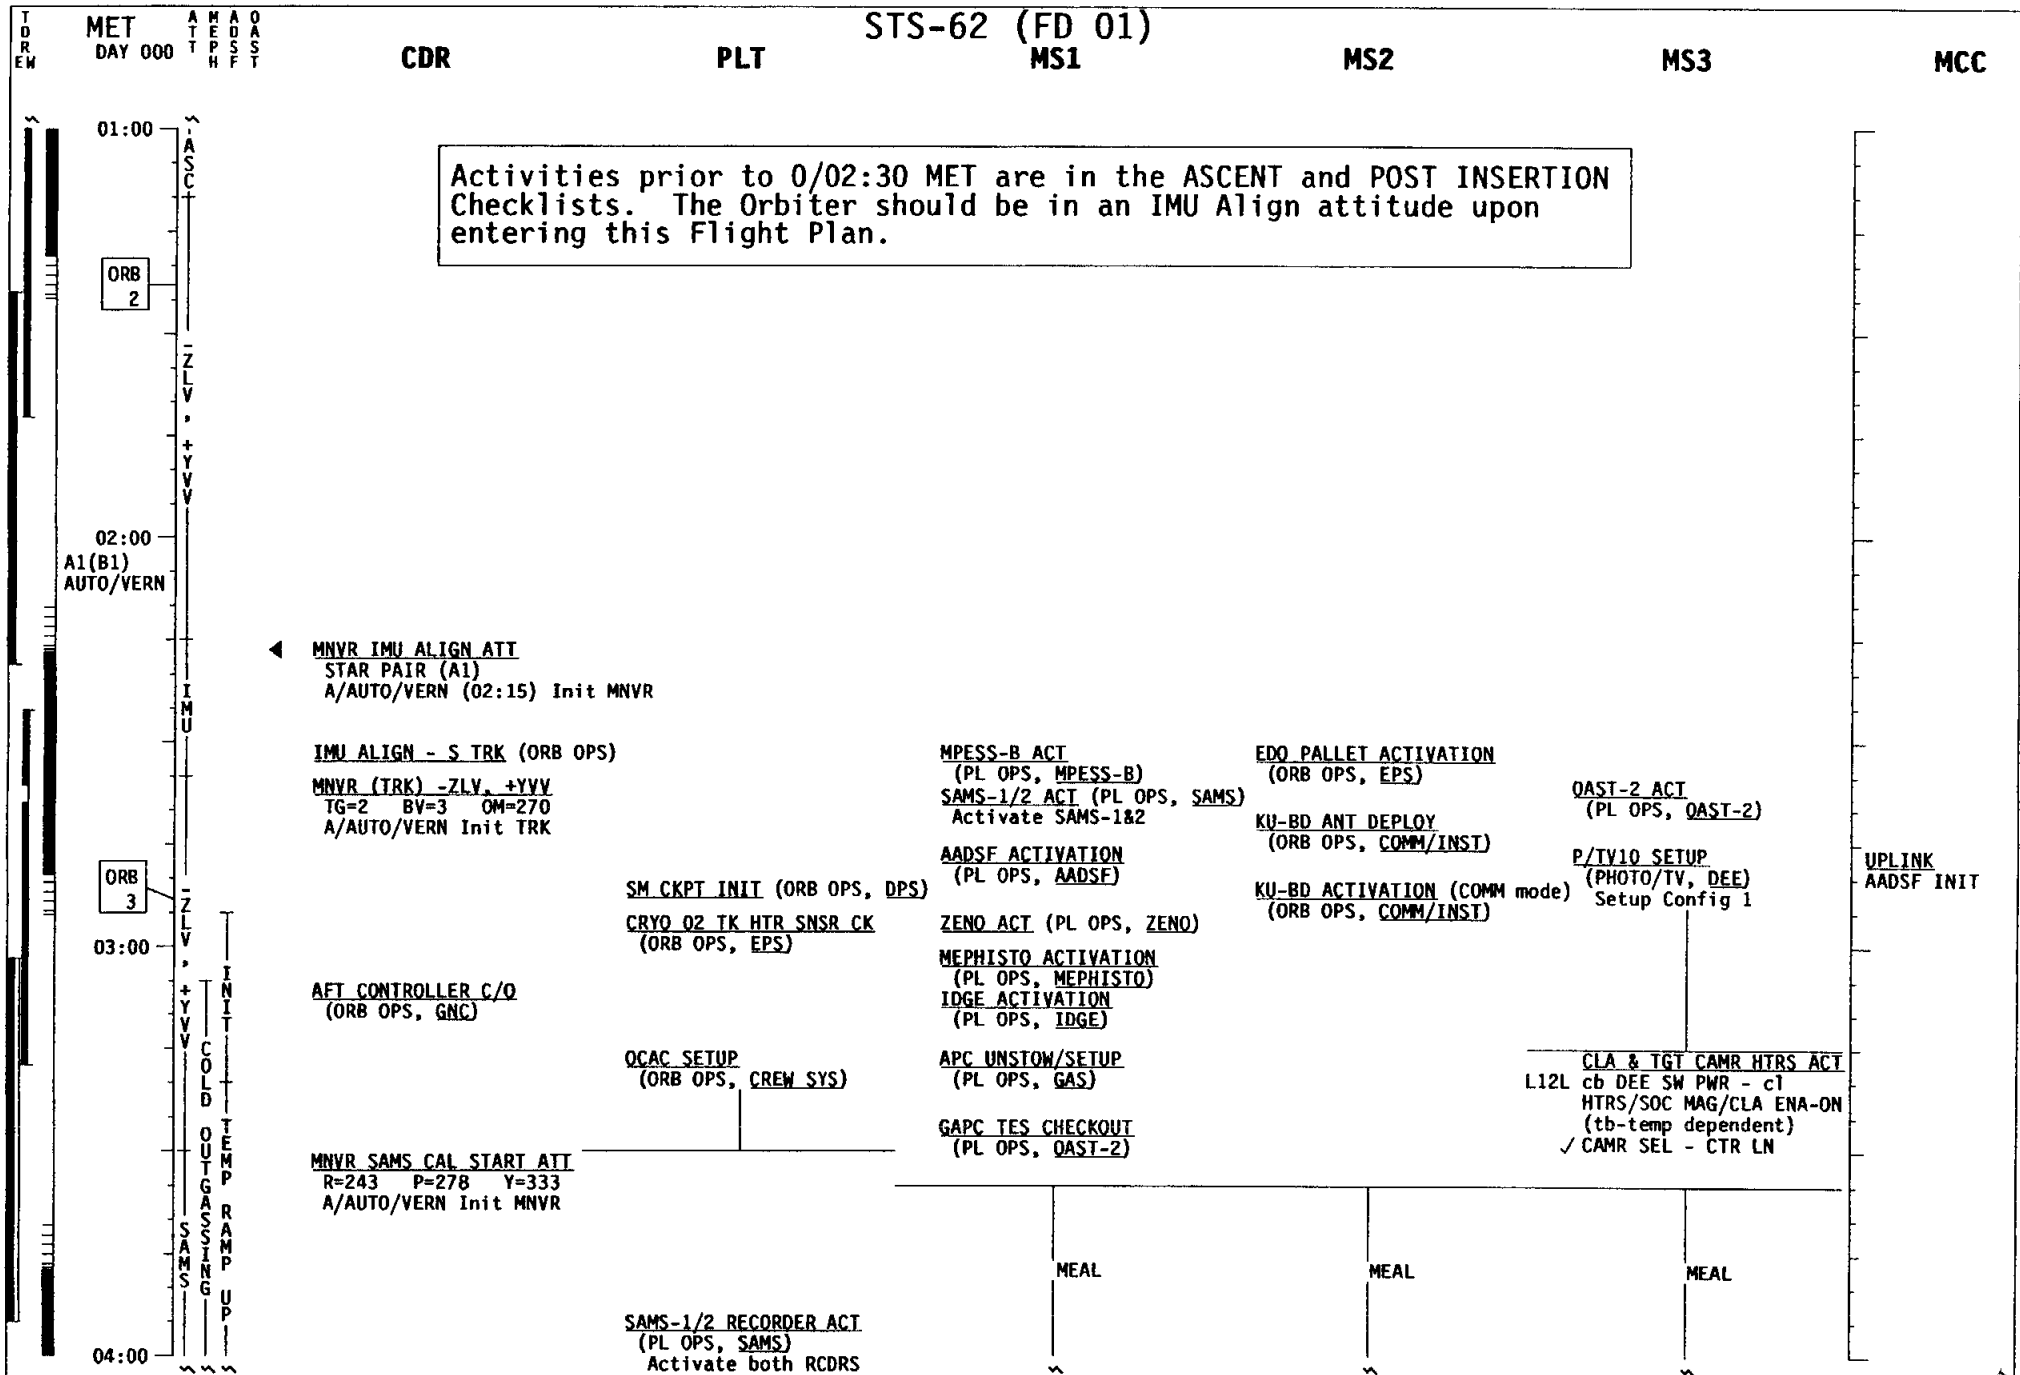 STS-62 (FD 01)
TDREW
MET
DAY 000
ATT
MEPH
ADSF
OAST
CDR
PLT
MS1
MS2
MS3
MCC
01:00
ASC
Activities prior to 0/02:30 MET are in the ASCENT and POST INSERTION
Checklists. The Orbiter should be in an IMU Align attitude upon
entering this Flight Plan.
ORB
2
-ZLV, +YVV
02:00
A1(B1)
AUTO/VERN
IMU
MNVR IMU ALIGN ATT
STAR PAIR (A1)
A/AUTO/VERN (02:15) Init MNVR
IMU ALIGN - S TRK (ORB OPS)
MNVR (TRK) -ZLV, +YVV
TG=2 BV=3 OM=270
A/AUTO/VERN Init TRK
ORB
3
-ZLV, +YVV
03:00
AFT CONTROLLER C/O
(ORB OPS, GNC)
INIT
COLD OUTGASSING
TEMP RAMP UP
SAMS
MNVR SAMS CAL START ATT
R=243 P=278 Y=333
A/AUTO/VERN Init MNVR
04:00
SM CKPT INIT (ORB OPS, DPS)
CRYO O2 TK HTR SNSR CK
(ORB OPS, EPS)
OCAC SETUP
(ORB OPS, CREW SYS)
SAMS-1/2 RECORDER ACT
(PL OPS, SAMS)
Activate both RCDRS
MPESS-B ACT
(PL OPS, MPESS-B)
SAMS-1/2 ACT (PL OPS, SAMS)
Activate SAMS-1&2
AADSF ACTIVATION
(PL OPS, AADSF)
ZENO ACT (PL OPS, ZENO)
MEPHISTO ACTIVATION
(PL OPS, MEPHISTO)
IDGE ACTIVATION
(PL OPS, IDGE)
APC UNSTOW/SETUP
(PL OPS, GAS)
GAPC TES CHECKOUT
(PL OPS, OAST-2)
MEAL
EDO PALLET ACTIVATION
(ORB OPS, EPS)
KU-BD ANT DEPLOY
(ORB OPS, COMM/INST)
KU-BD ACTIVATION (COMM mode)
(ORB OPS, COMM/INST)
MEAL
OAST-2 ACT
(PL OPS, OAST-2)
P/TV10 SETUP
(PHOTO/TV, DEE)
Setup Config 1
CLA & TGT CAMR HTRS ACT
L12L cb DEE SW PWR - cl
HTRS/SOC MAG/CLA ENA-ON
(tb-temp dependent)
✓ CAMR SEL - CTR LN
MEAL
UPLINK
AADSF INIT